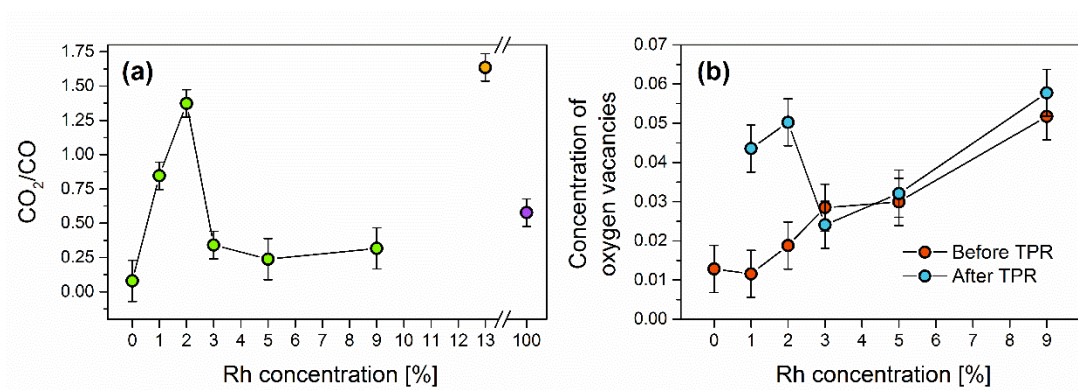 (a)
CO₂/CO
1.75
1.50
1.25
1.00
0.75
0.50
0.25
0.00
0 1 2 3 4 5 6 7 8 9 10 11 12 13 100
Rh concentration [%]
(b)
Concentration of
oxygen vacancies
0.07
0.06
0.05
0.04
0.03
0.02
0.01
0.00
Before TPR
After TPR
0 1 2 3 4 5 6 7 8 9
Rh concentration [%]